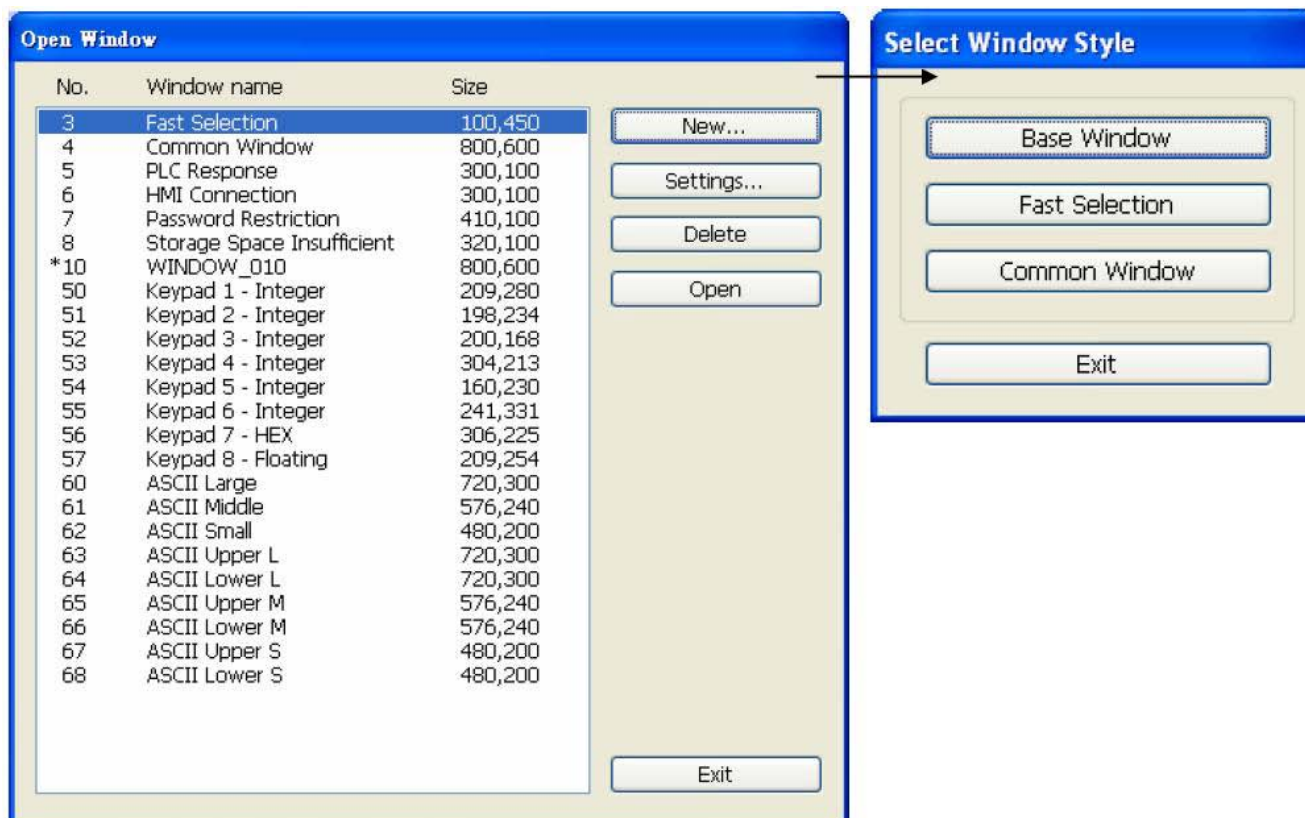 Open Window
No. Window name Size
3 Fast Selection 100,450
4 Common Window 800,600
5 PLC Response 300,100
6 HMI Connection 300,100
7 Password Restriction 410,100
8 Storage Space Insufficient 320,100
*10 WINDOW_010 800,600
50 Keypad 1 - Integer 209,280
51 Keypad 2 - Integer 198,234
52 Keypad 3 - Integer 200,168
53 Keypad 4 - Integer 304,213
54 Keypad 5 - Integer 160,230
55 Keypad 6 - Integer 241,331
56 Keypad 7 - HEX 306,225
57 Keypad 8 - Floating 209,254
60 ASCII Large 720,300
61 ASCII Middle 576,240
62 ASCII Small 480,200
63 ASCII Upper L 720,300
64 ASCII Lower L 720,300
65 ASCII Upper M 576,240
66 ASCII Lower M 576,240
67 ASCII Upper S 480,200
68 ASCII Lower S 480,200
New...
Settings...
Delete
Open
Exit
Select Window Style
Base Window
Fast Selection
Common Window
Exit